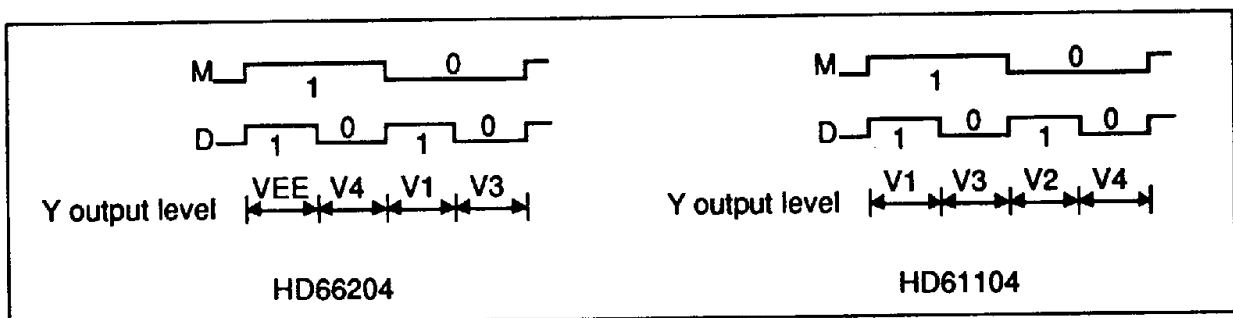 M 1 0
D 1 0 1 0
Y output level VEE V4 V1 V3
HD66204
M 1 0
D 1 0 1 0
Y output level V1 V3 V2 V4
HD61104